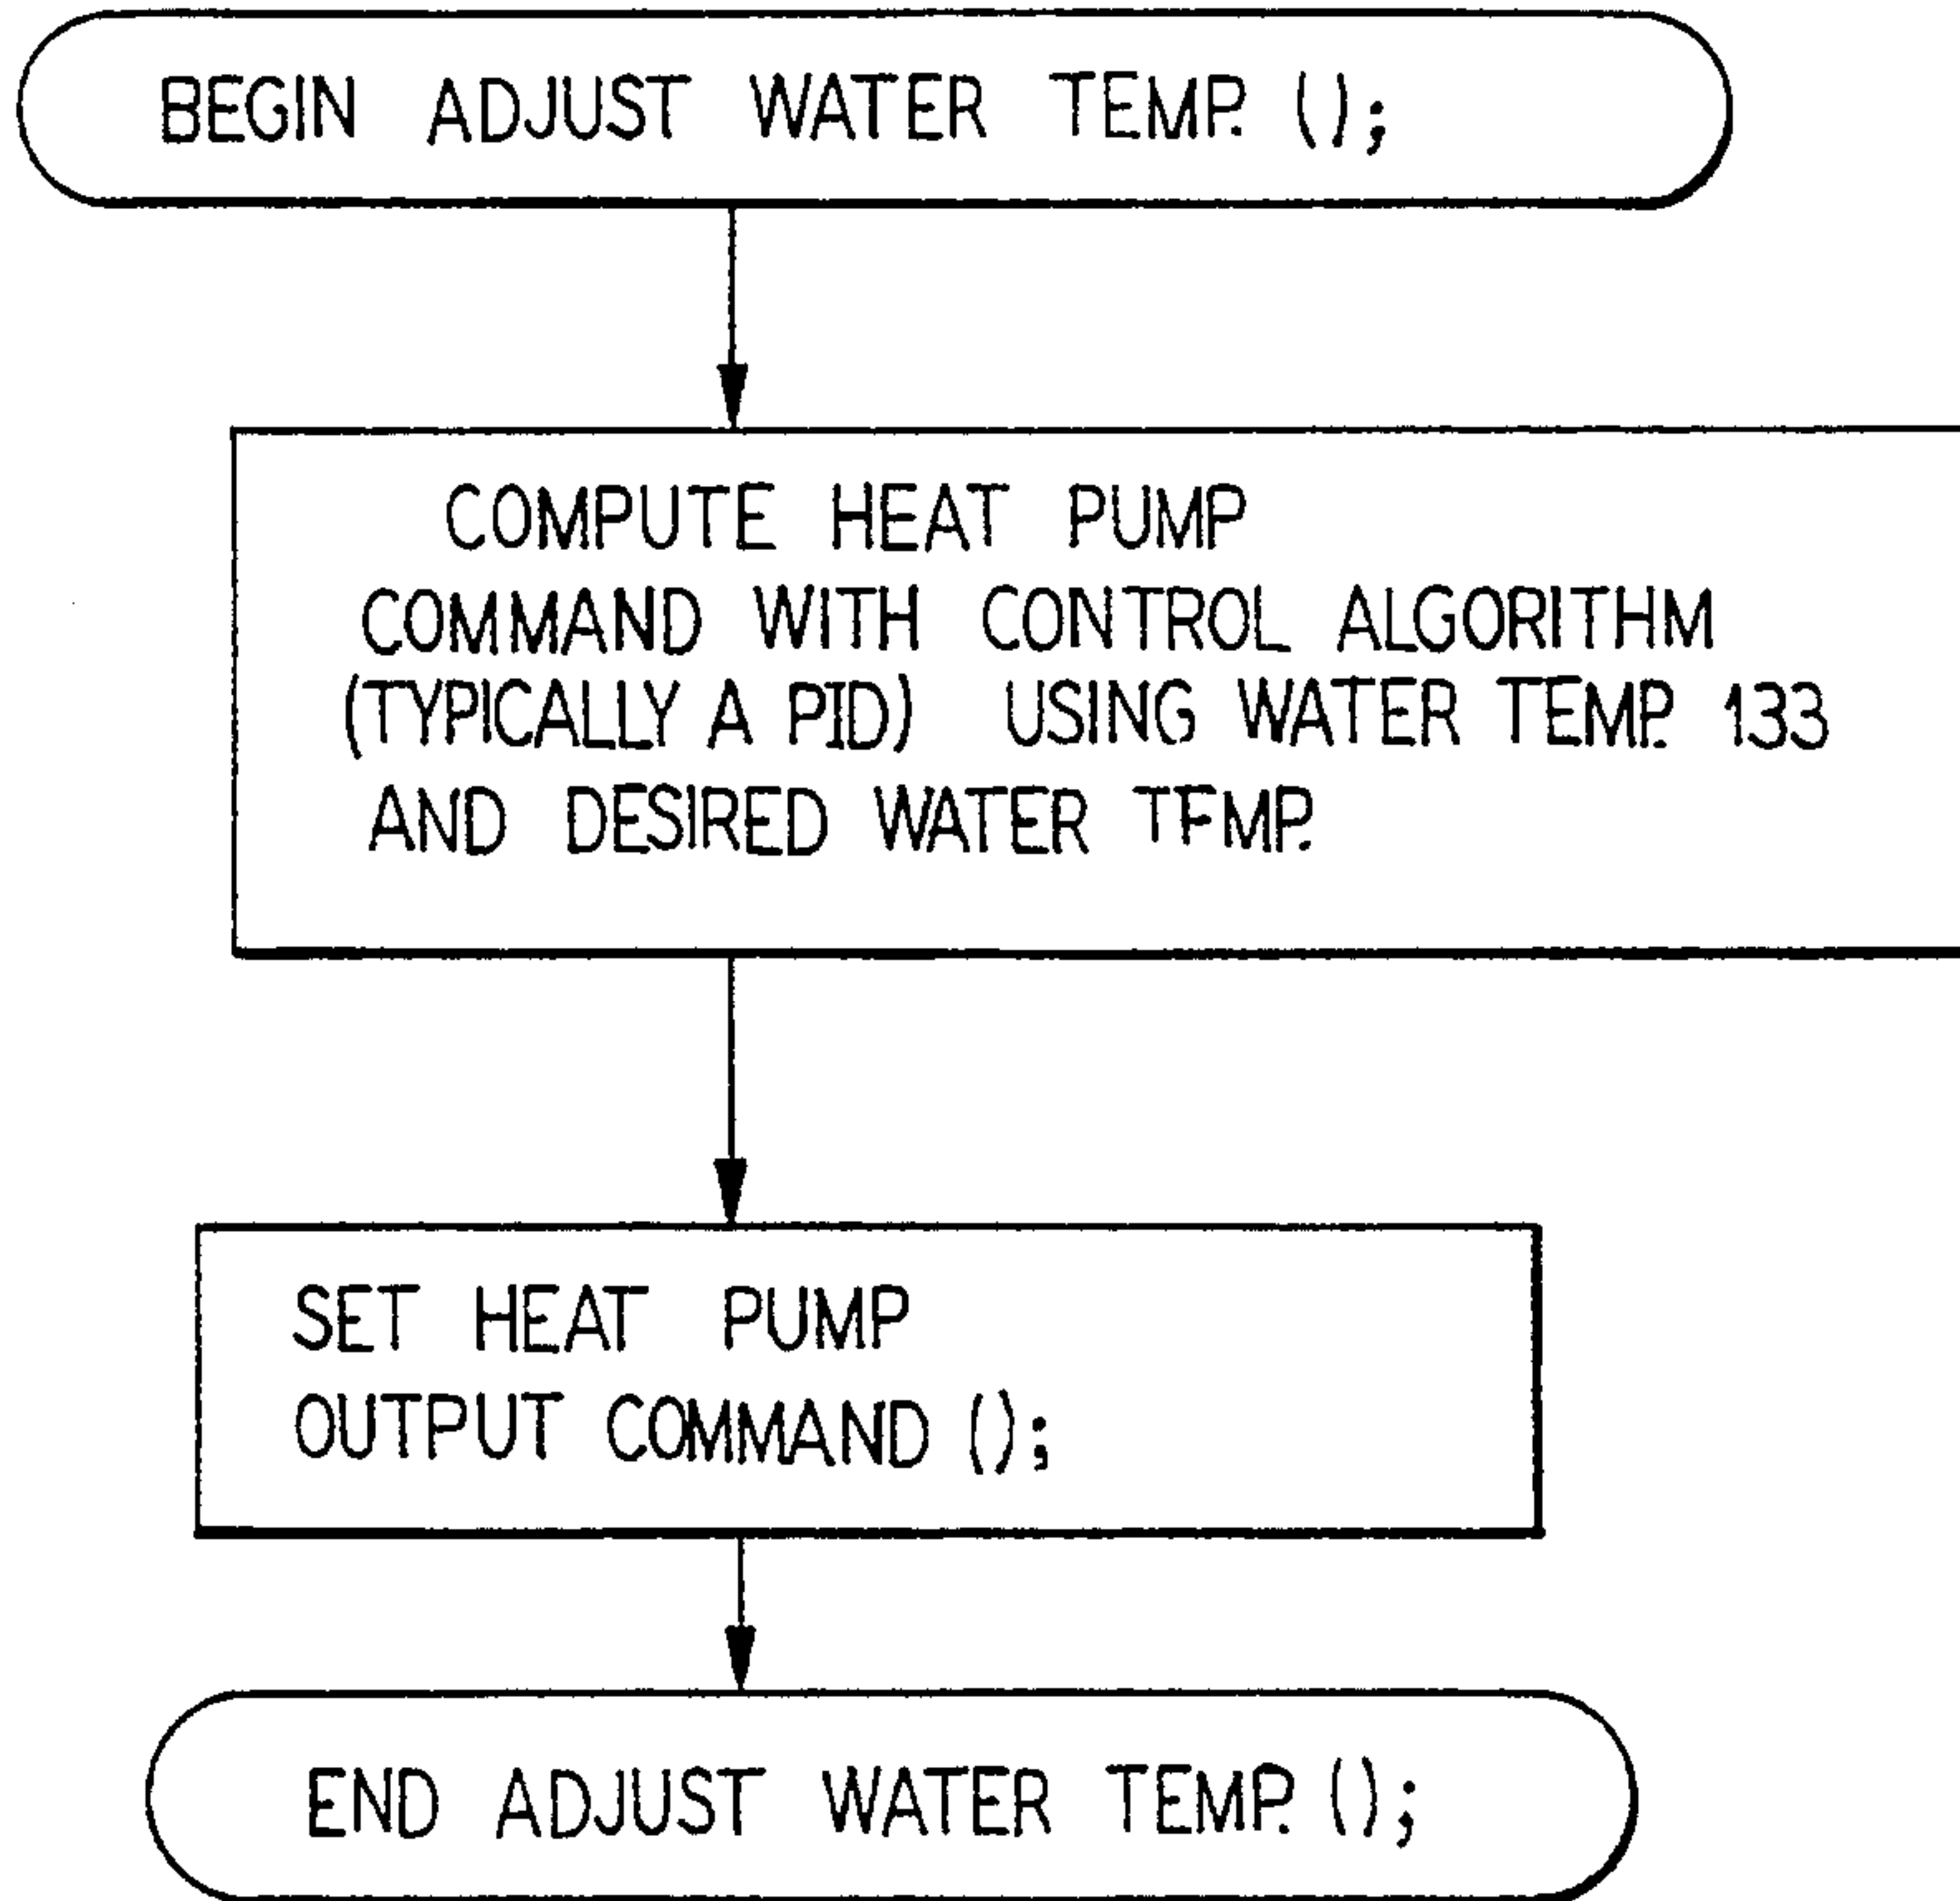 BEGIN ADJUST WATER TEMP. ();
COMPUTE HEAT PUMP
COMMAND WITH CONTROL ALGORITHM
(TYPICALLY A PID) USING WATER TEMP. 133
AND DESIRED WATER TEMP.
SET HEAT PUMP
OUTPUT COMMAND ();
END ADJUST WATER TEMP. ();